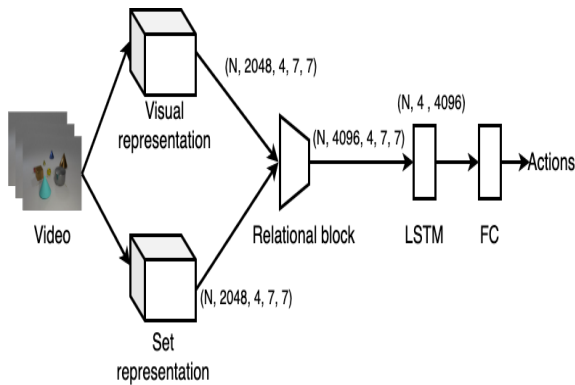 (N, 2048, 4, 7, 7)
Visual
representation
(N, 4 , 4096)
(N, 4096, 4, 7, 7)
Actions
Video
Relational block
LSTM
FC
(N, 2048, 4, 7, 7)
Set
representation